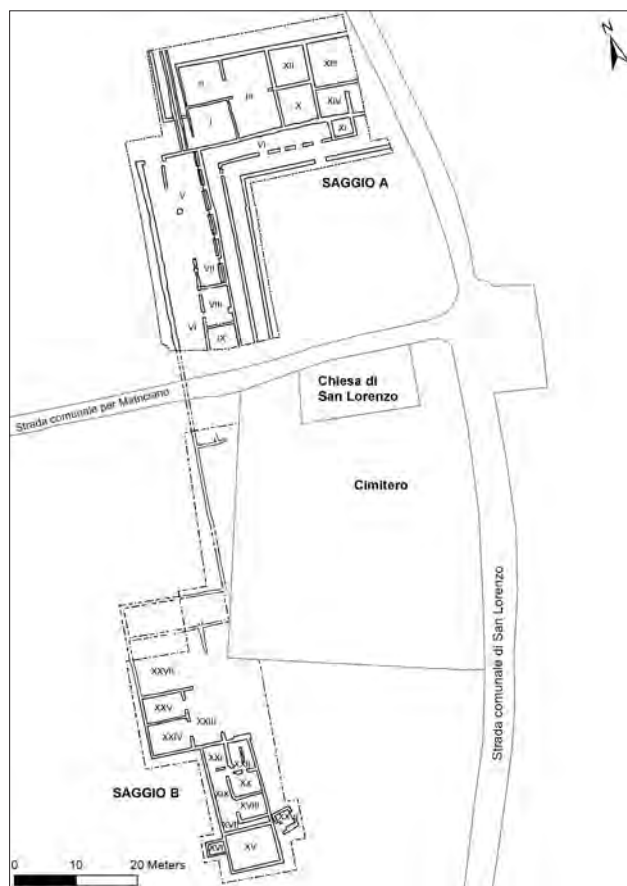 N
XII
XIII
II
III
I
X
XIV
XI
VI
SAGGIO A
V
VII
VIII
VI
IX
Chiesa di
San Lorenzo
Strada comunale per Matnciano
Cimitero
Strada comunale di San Lorenzo
XXVII
XXV
XXIII
XXIV
XXI
XXII
XX
XIX
XVIII
SAGGIO B
XVI
XV
0 10 20 Meters